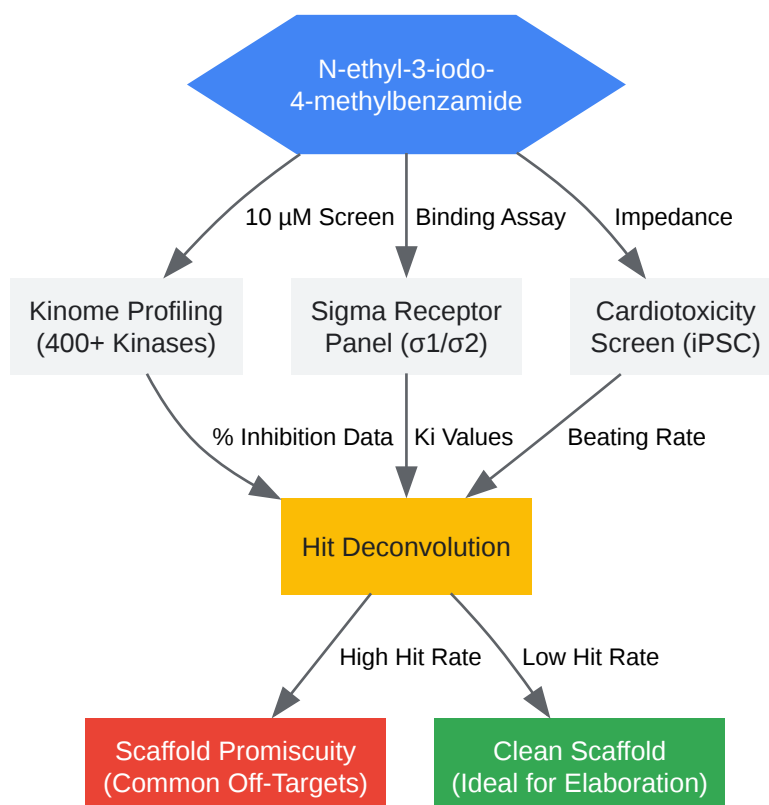 N-ethyl-3-iodo-
4-methylbenzamide
10 µM Screen
Binding Assay
Impedance
Kinome Profiling
(400+ Kinases)
Sigma Receptor
Panel (σ1/σ2)
Cardiotoxicity
Screen (iPSC)
% Inhibition Data
Ki Values
Beating Rate
Hit Deconvolution
High Hit Rate
Low Hit Rate
Scaffold Promiscuity
(Common Off-Targets)
Clean Scaffold
(Ideal for Elaboration)